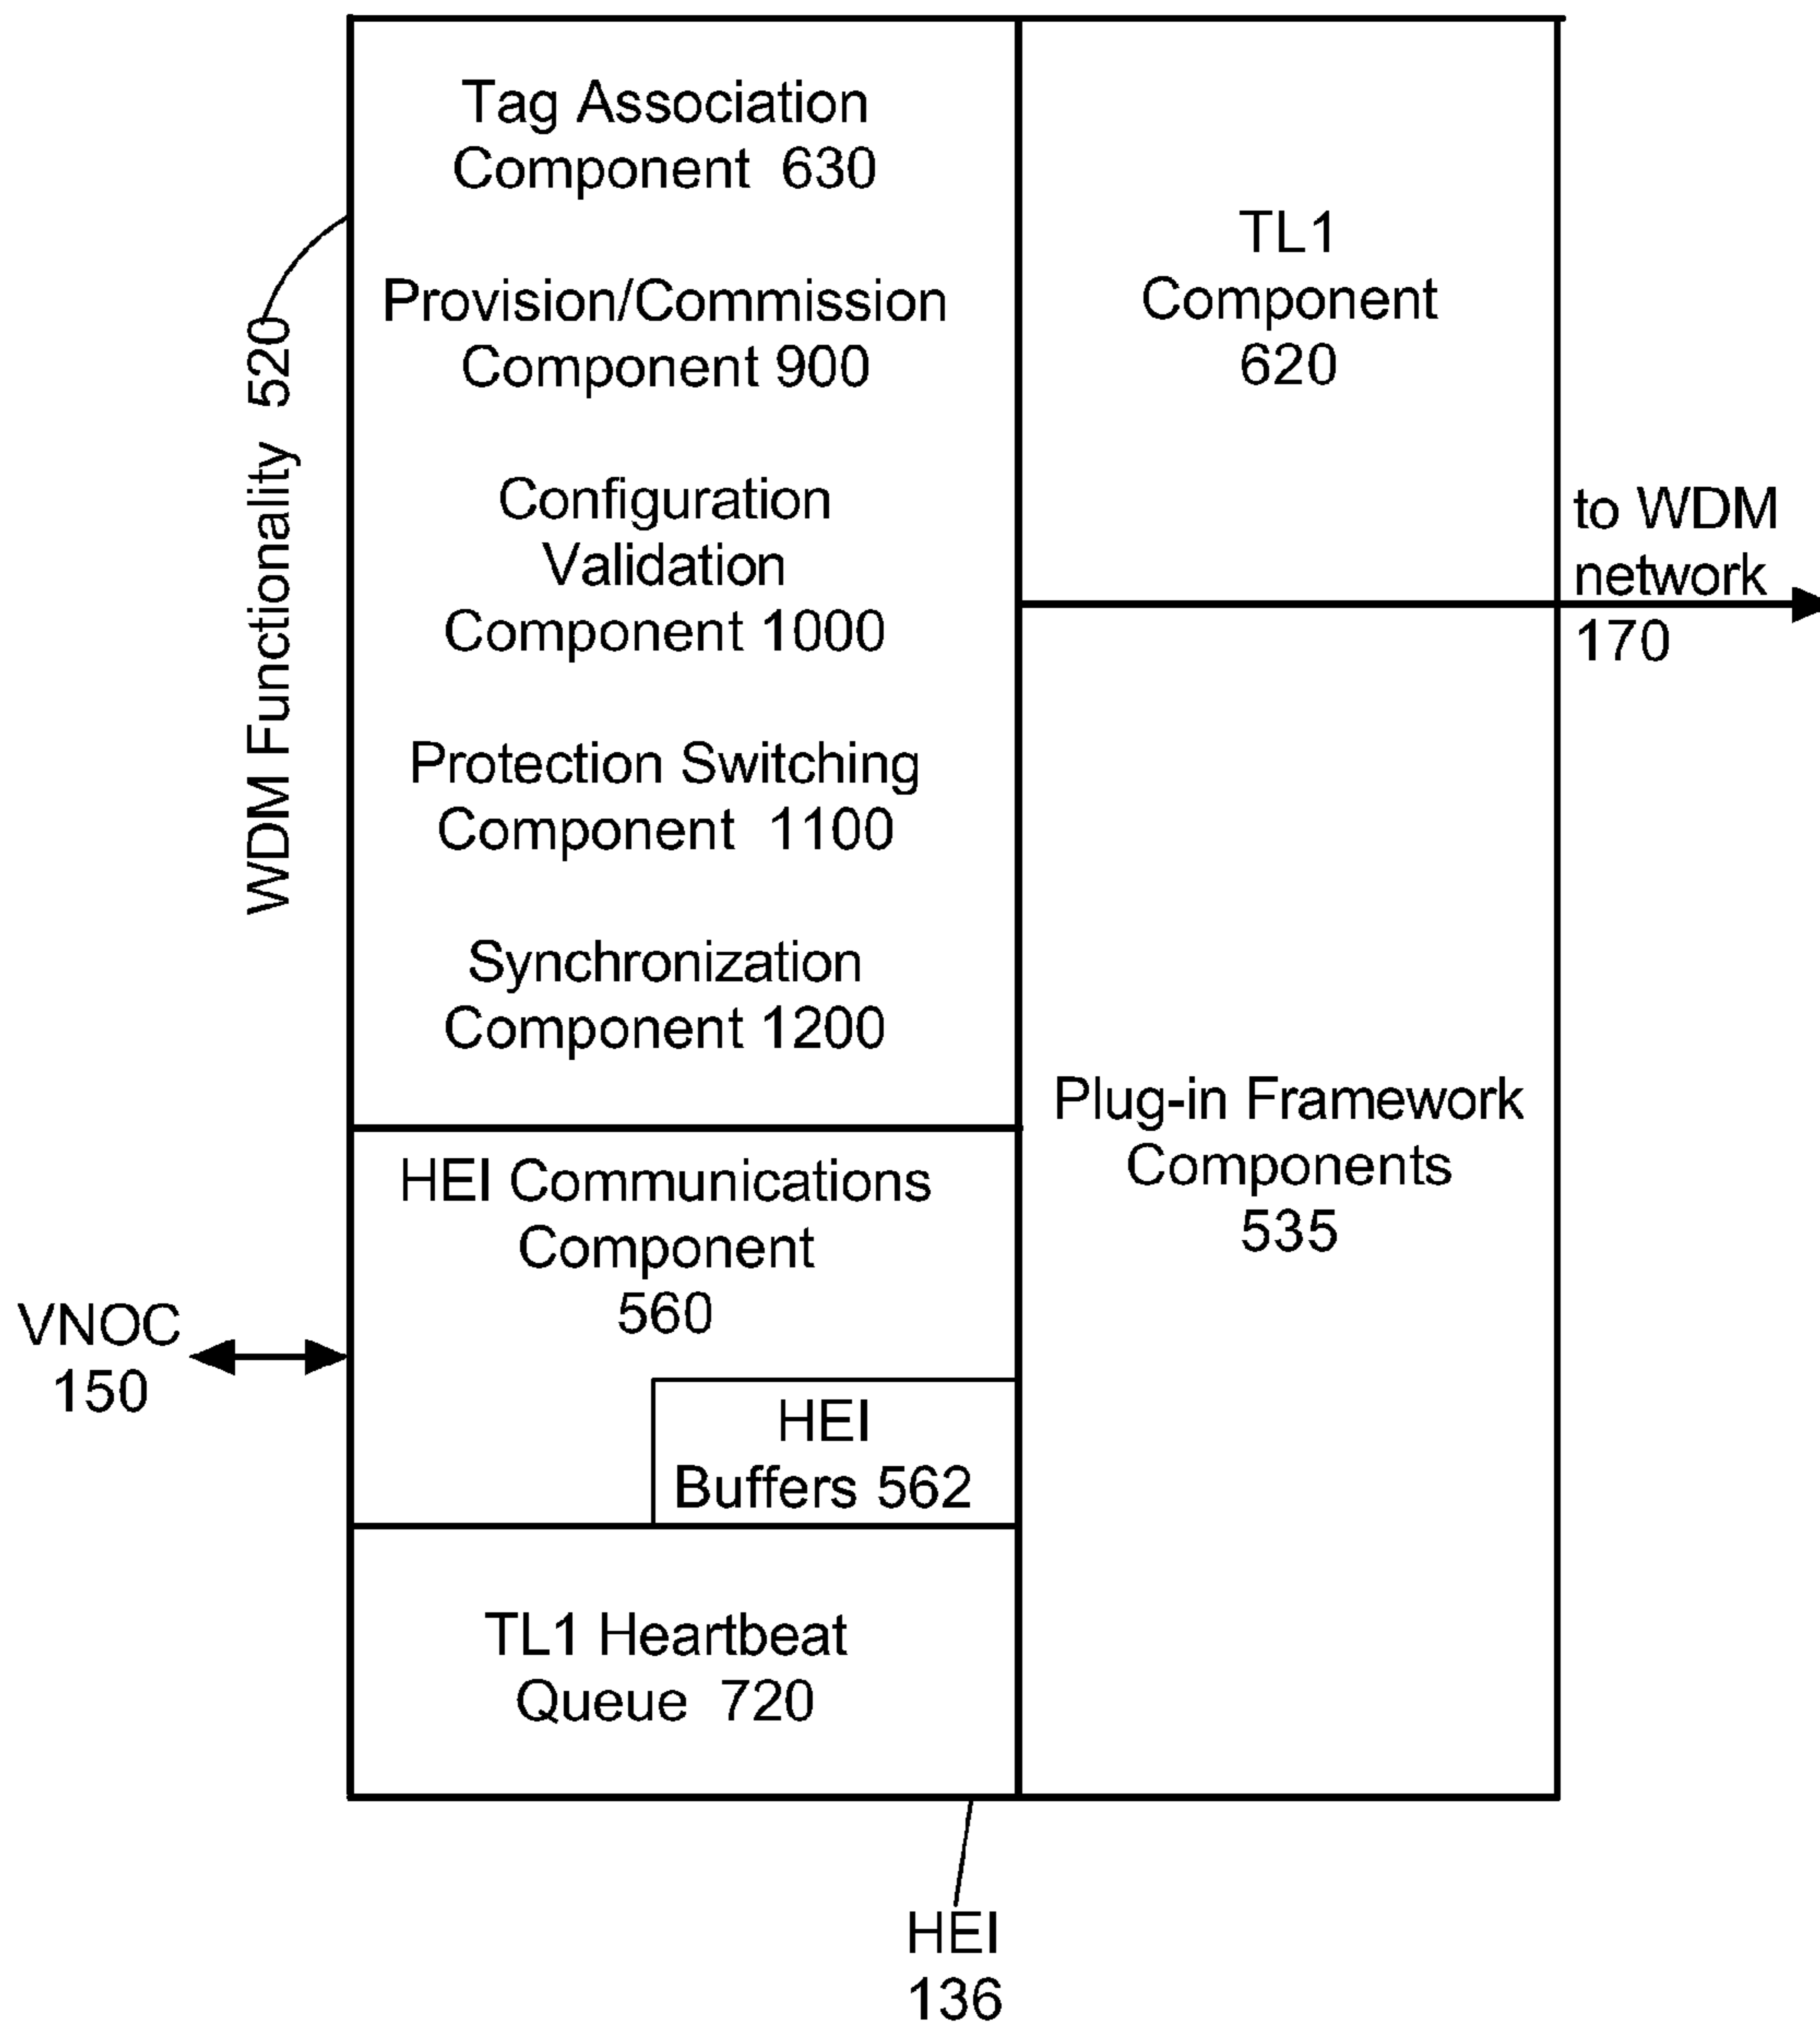 WDM Functionality 520
Tag Association
Component 630
Provision/Commission
Component 900
Configuration
Validation
Component 1000
Protection Switching
Component 1100
Synchronization
Component 1200
HEI Communications
Component
560
HEI
Buffers 562
TL1 Heartbeat
Queue 720
TL1
Component
620
Plug-in Framework
Components
535
to WDM
network
170
VNOC
150
HEI
136